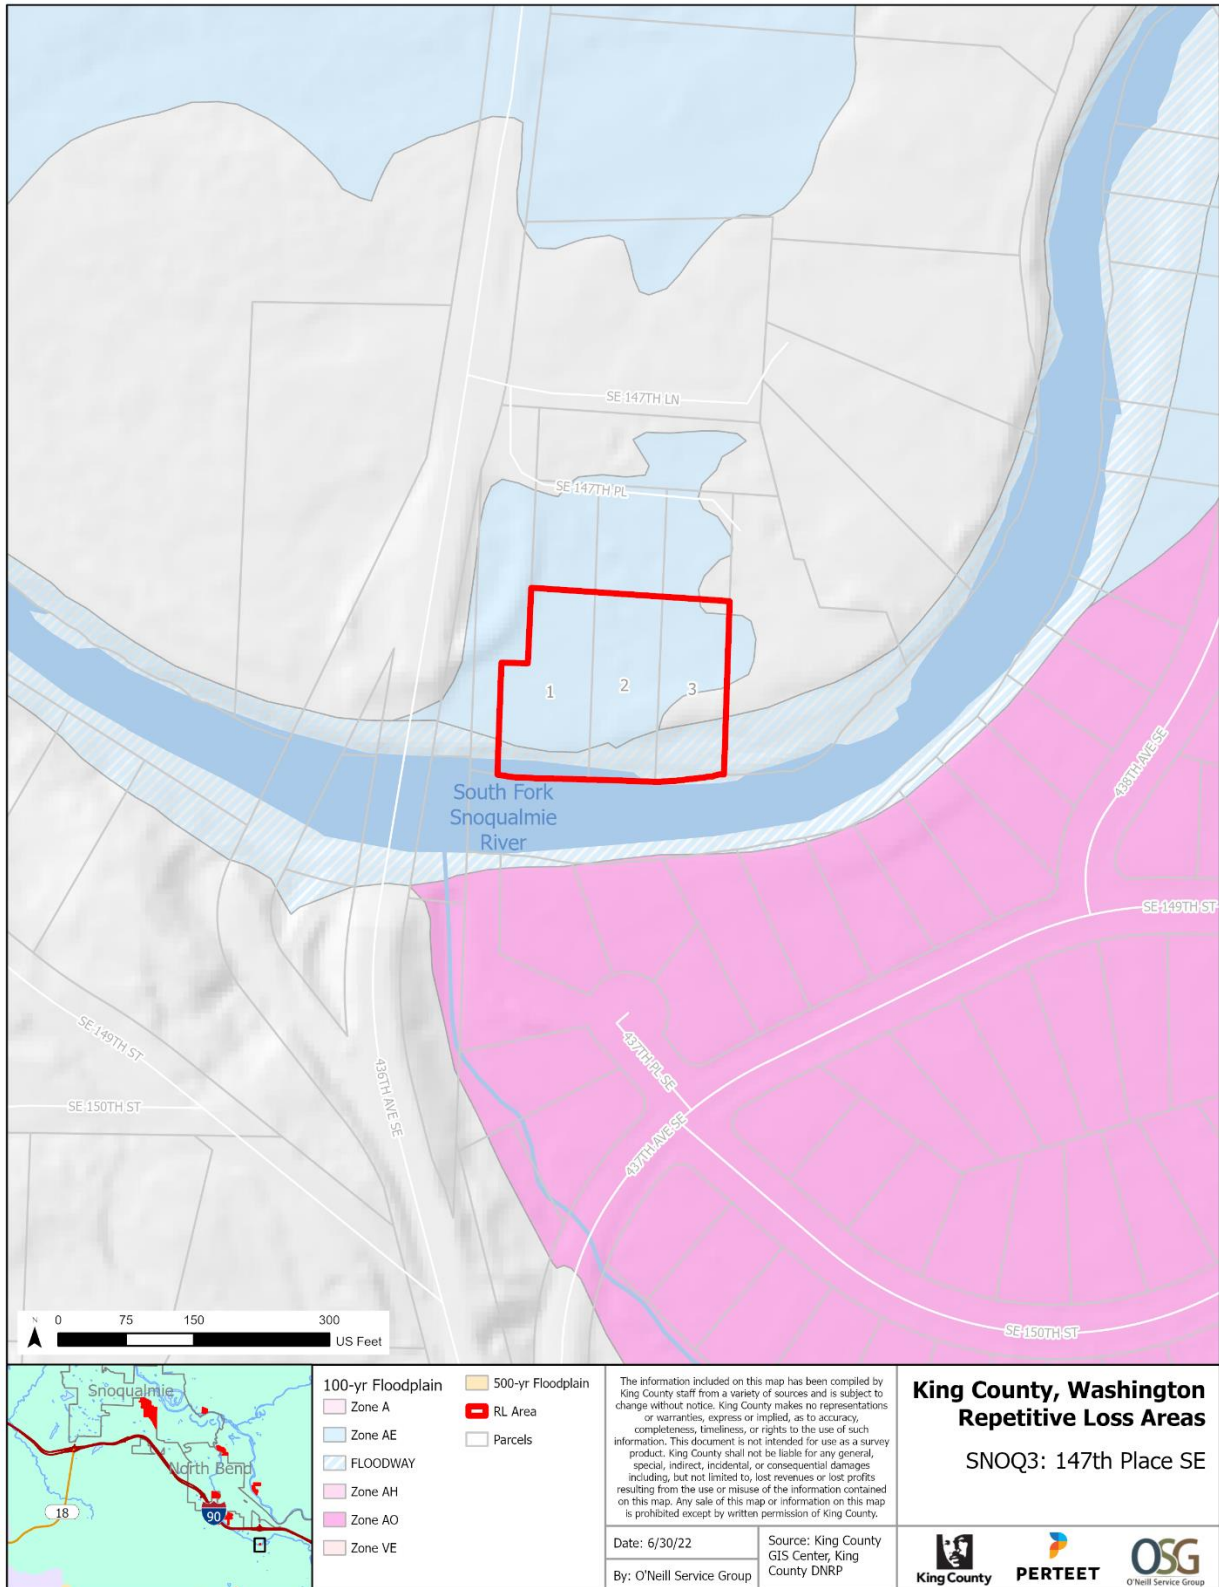 SE 147TH LN
SE 147TH PL
1
2
3
South Fork
Snoqualmie
River
438TH AVE SE
SE 149TH ST
SE 149TH ST
437TH PL SE
436TH AVE SE
SE 150TH ST
437TH AVE SE
SE 150TH ST
N
0 75 150 300
US Feet
Snoqualmie
North Bend
18
90
100-yr Floodplain
Zone A
Zone AE
FLOODWAY
Zone AH
Zone AO
Zone VE
500-yr Floodplain
RL Area
Parcels
The information included on this map has been compiled by
King County staff from a variety of sources and is subject to
change without notice. King County makes no representations
or warranties, express or implied, as to accuracy,
completeness, timeliness, or rights to the use of such
information. This document is not intended for use as a survey
product. King County shall not be liable for any general,
special, indirect, incidental, or consequential damages
including, but not limited to, lost revenues or lost profits
resulting from the use or misuse of the information contained
on this map. Any sale of this map or information on this map
is prohibited except by written permission of King County.
Date: 6/30/22
By: O'Neill Service Group
Source: King County
GIS Center, King
County DNRP
King County, Washington
Repetitive Loss Areas
SNOQ3: 147th Place SE
King County
PERTEET
OSG
O'Neill Service Group